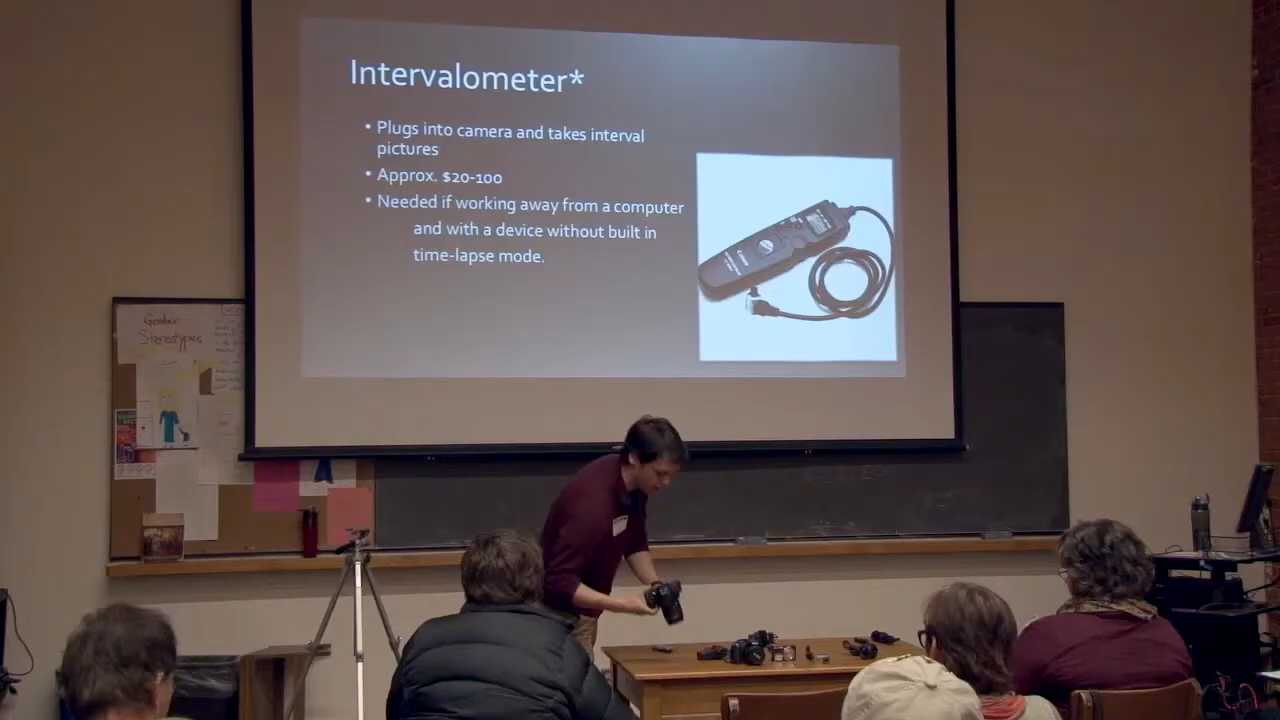 Intervalometer*
• Plugs into camera and takes interval
pictures
• Approx. $20-100
• Needed if working away from a computer
and with a device without built in
time-lapse mode.
Canon
Gender
Stereotypes